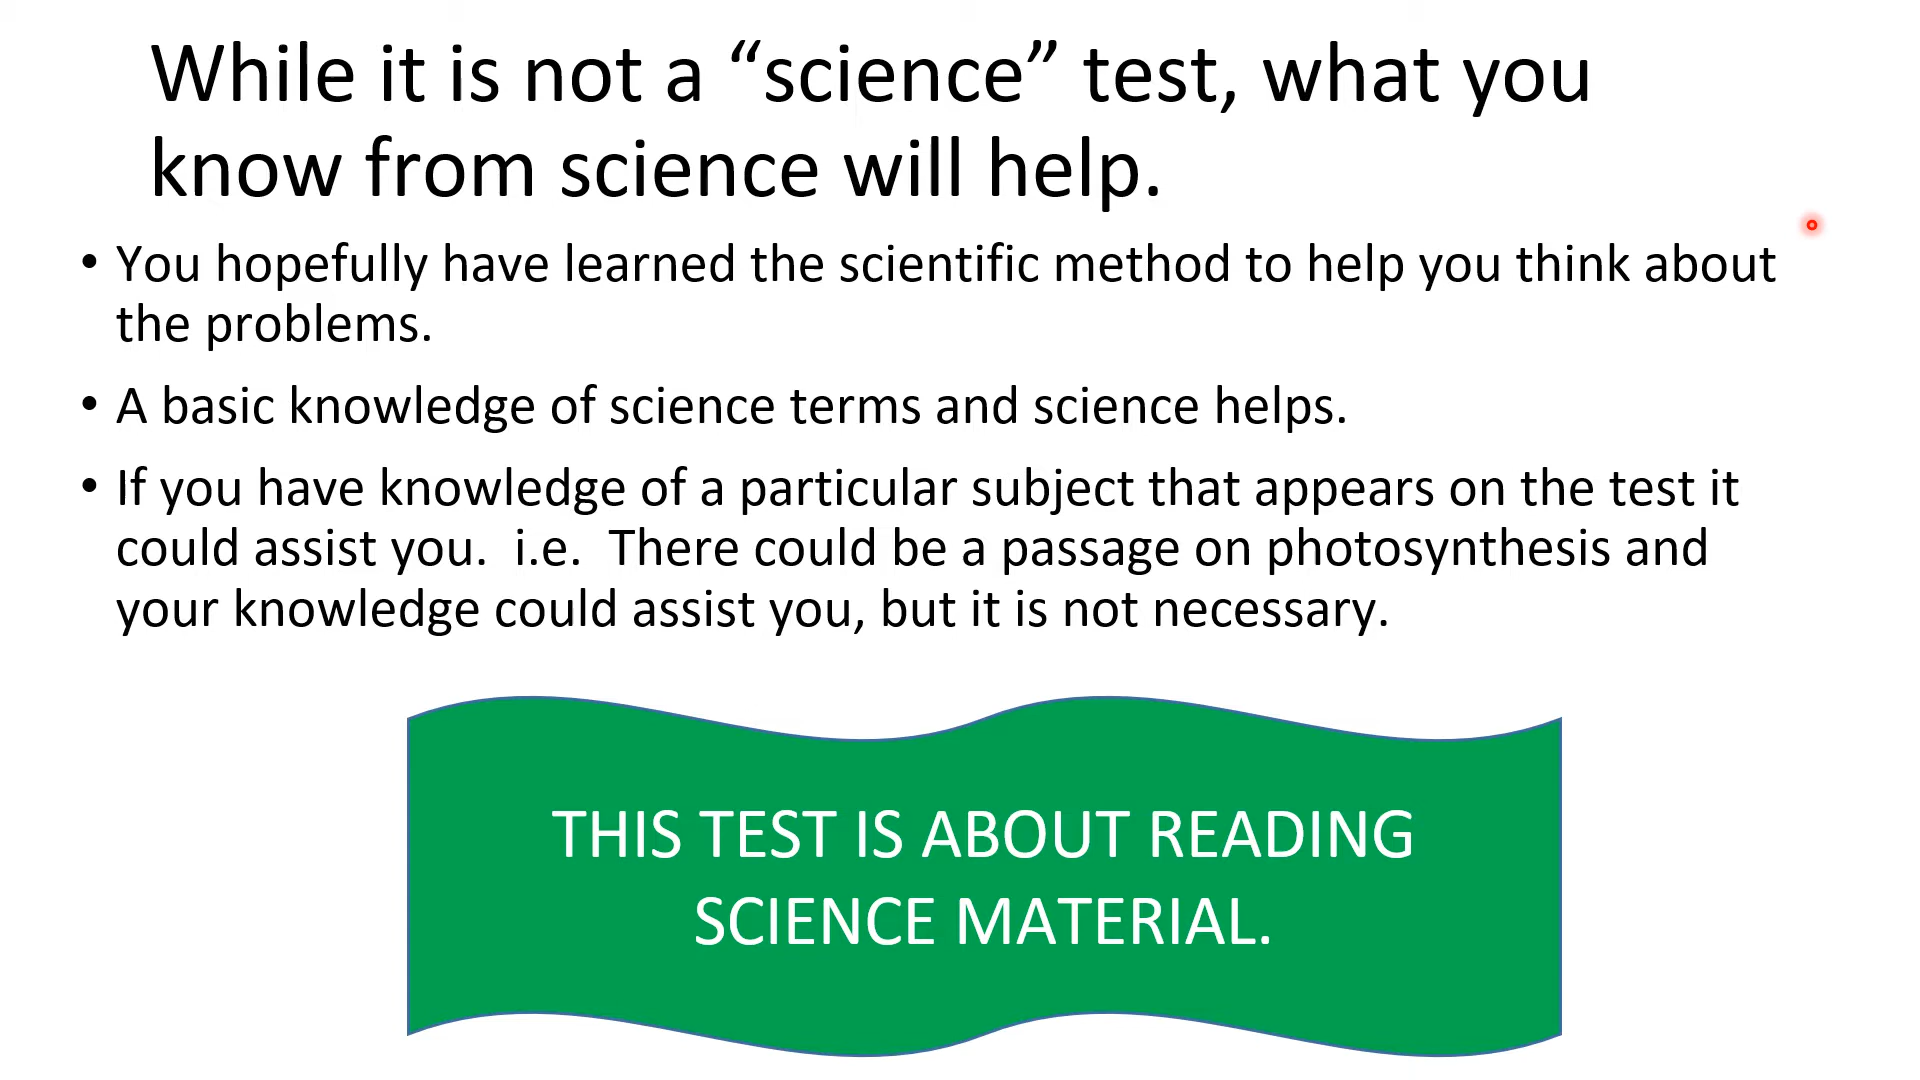 While it is not a “science” test, what you
know from science will help.
• You hopefully have learned the scientific method to help you think about
the problems.
• A basic knowledge of science terms and science helps.
• If you have knowledge of a particular subject that appears on the test it
could assist you.  i.e.  There could be a passage on photosynthesis and
your knowledge could assist you, but it is not necessary.
THIS TEST IS ABOUT READING
SCIENCE MATERIAL.